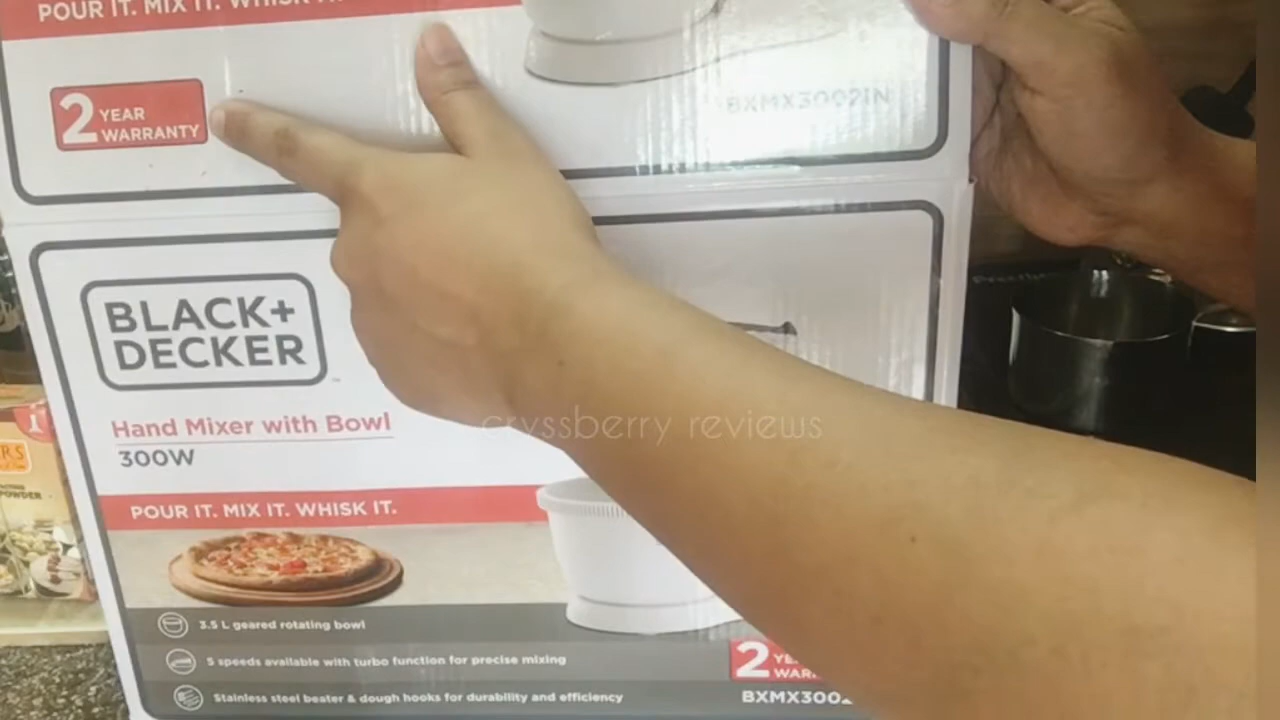 POUR IT. MIX IT. WHISK
2 YEAR
WARRANTY
BXMX3002IN
BLACK+
DECKER
Hand Mixer with Bowl
300W
cryssberry reviews
POUR IT. MIX IT. WHISK IT.
3.5 L geared rotating bowl
5 speeds available with turbo function for precise mixing
Stainless steel beater & dough hooks for durability and efficiency
2
BXMX3002
POWDER